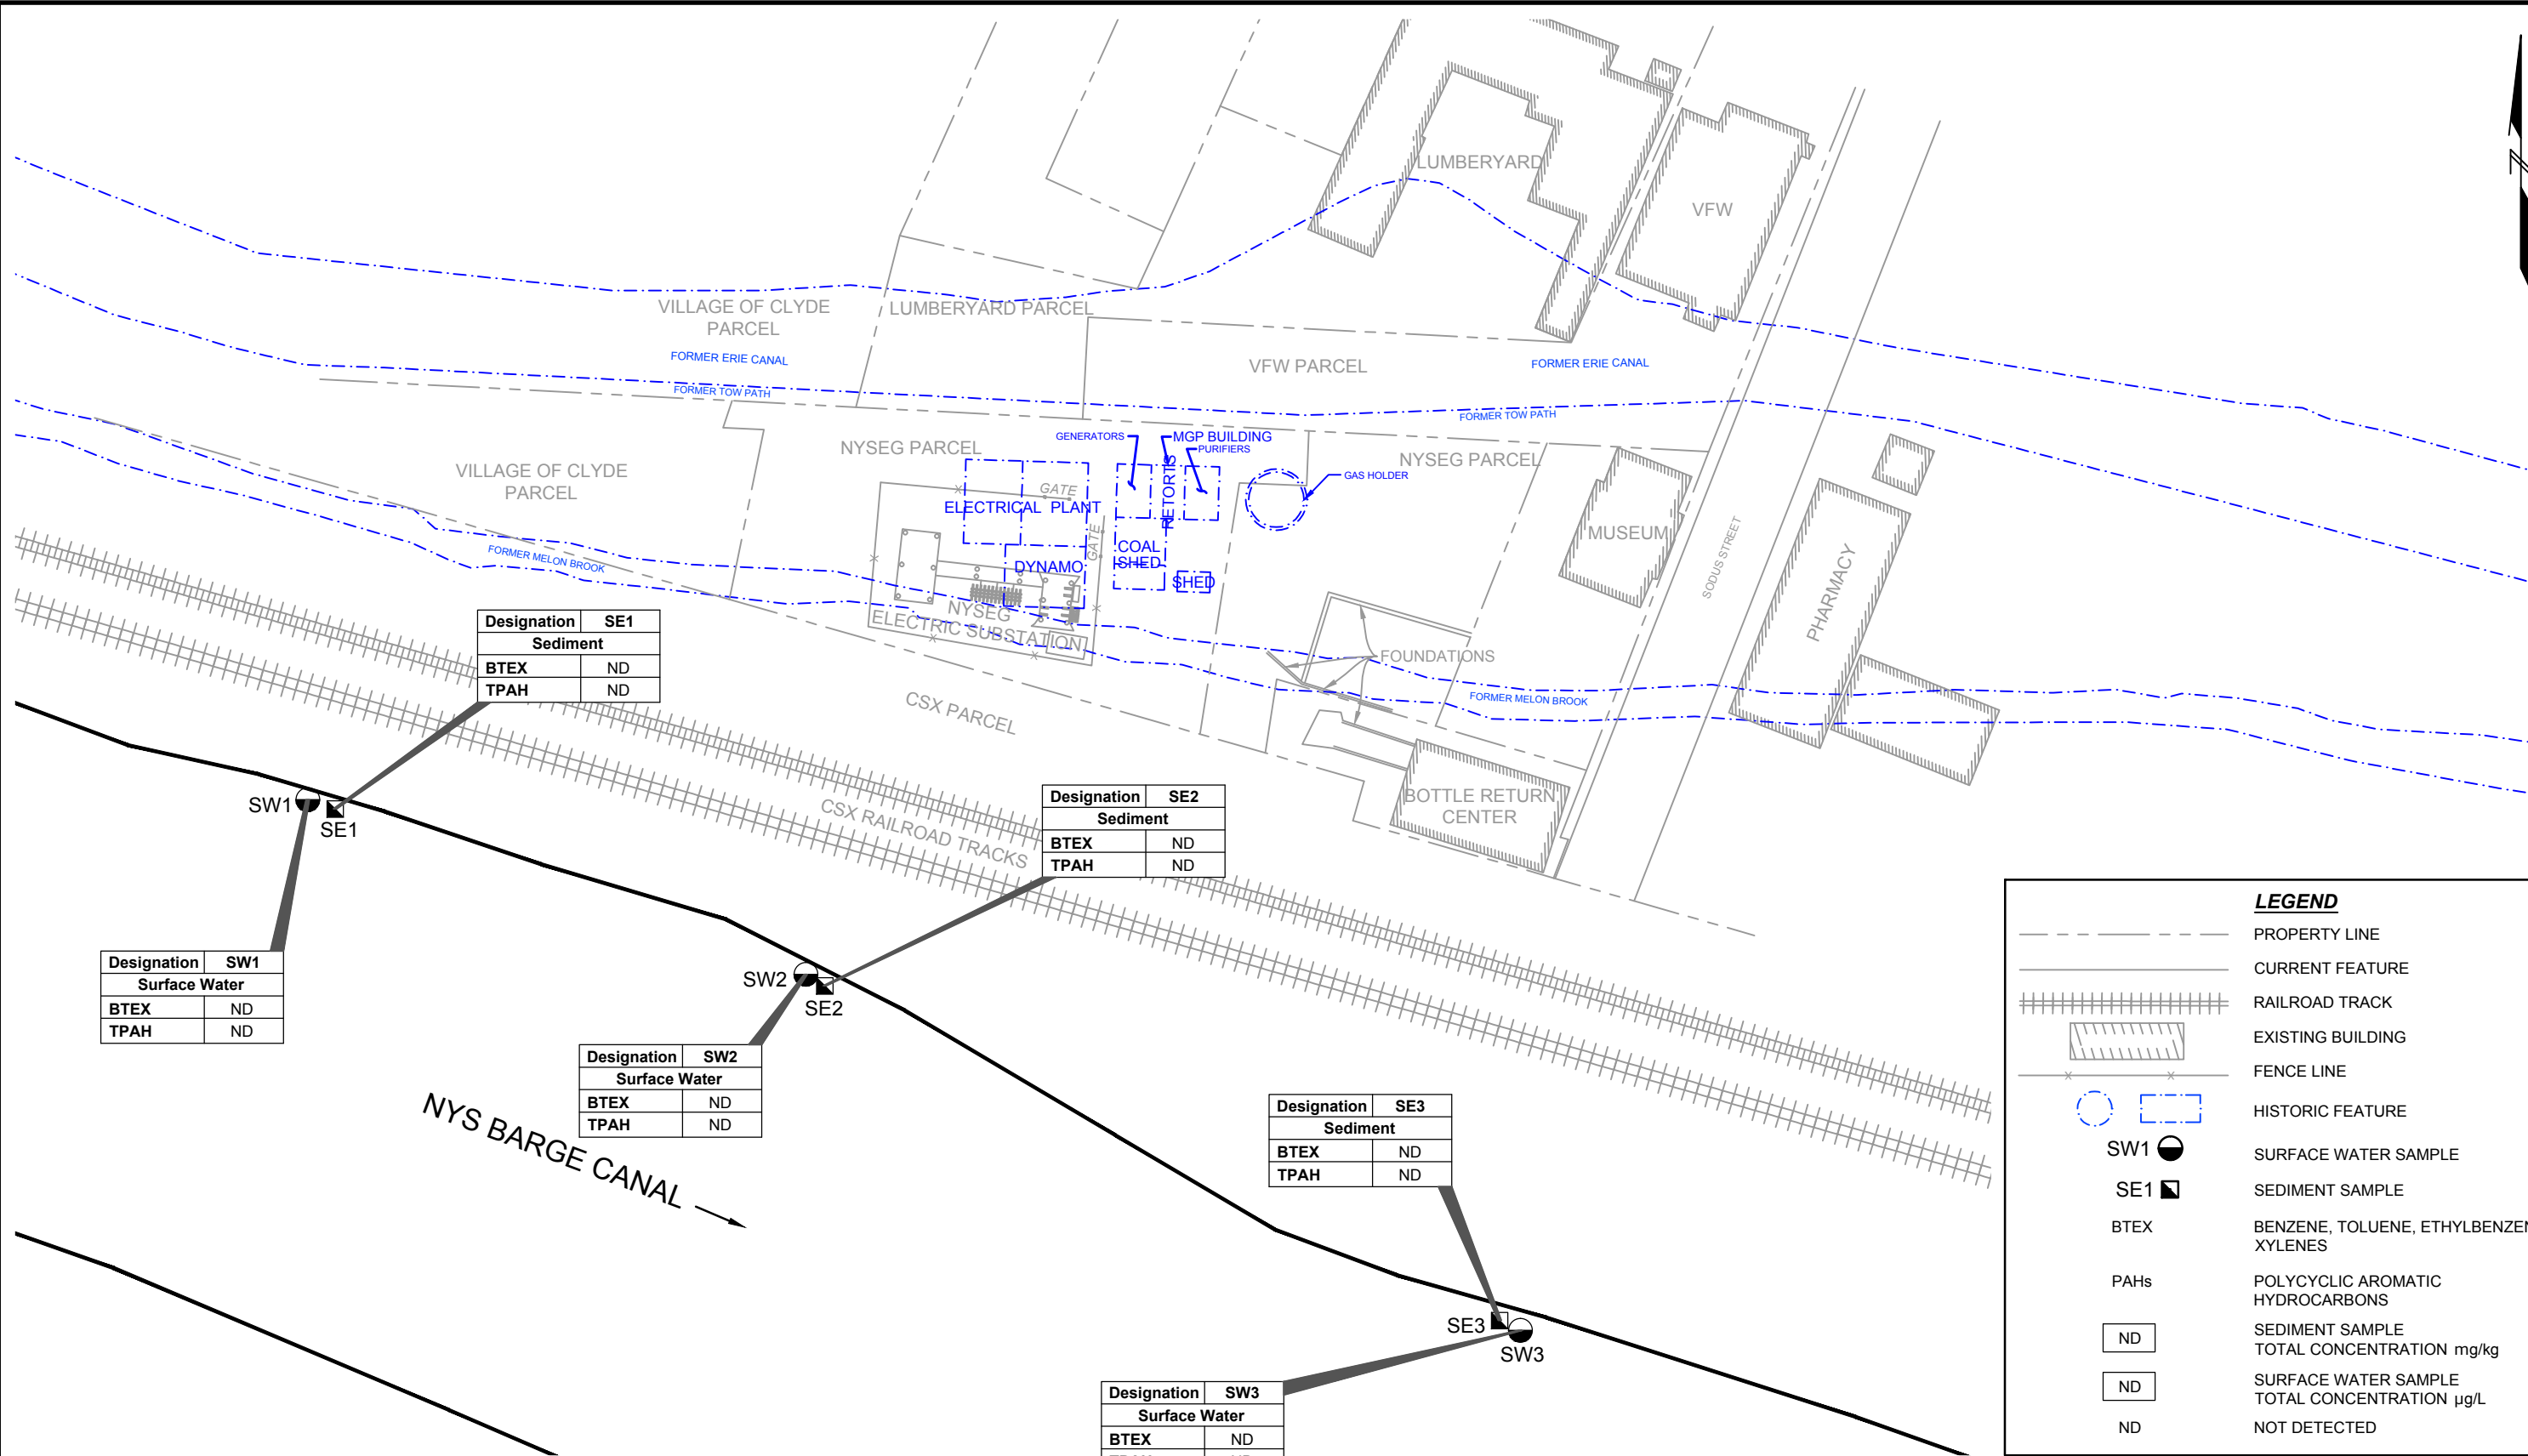 LUMBERYARD
VFW
VILLAGE OF CLYDE
PARCEL
LUMBERYARD PARCEL
FORMER ERIE CANAL
VFW PARCEL
FORMER ERIE CANAL
FORMER TOW PATH
FORMER TOW PATH
GENERATORS
MGP BUILDING
PURIFIERS
NYSEG PARCEL
NYSEG PARCEL
VILLAGE OF CLYDE
PARCEL
GAS HOLDER
GATE
RETORTS
ELECTRICAL PLANT
GATE
MUSEUM
SODUS STREET
PHARMACY
FORMER MELON BROOK
COAL
SHED
DYNAMO
SHED
NYSEG
ELECTRIC SUBSTATION
FOUNDATIONS
FORMER MELON BROOK
CSX PARCEL
BOTTLE RETURN
CENTER
CSX RAILROAD TRACKS
Designation SE1
Sediment
BTEX ND
TPAH ND
SW1
SE1
Designation SE2
Sediment
BTEX ND
TPAH ND
Designation SW1
Surface Water
BTEX ND
TPAH ND
SW2
SE2
Designation SW2
Surface Water
BTEX ND
TPAH ND
NYS BARGE CANAL
Designation SE3
Sediment
BTEX ND
TPAH ND
SE3
SW3
Designation SW3
Surface Water
BTEX ND
N
LEGEND
PROPERTY LINE
CURRENT FEATURE
RAILROAD TRACK
EXISTING BUILDING
FENCE LINE
HISTORIC FEATURE
SW1 SURFACE WATER SAMPLE
SE1 SEDIMENT SAMPLE
BTEX BENZENE, TOLUENE,
XYLENES
PAHs POLYCYCLIC AROMATIC
HYDROCARBONS
ND SEDIMENT SAMPLE
TOTAL CONCENTRATION mg/kg
ND SURFACE WATER SAMPLE
TOTAL CONCENTRATION µg/L
ND NOT DETECTED